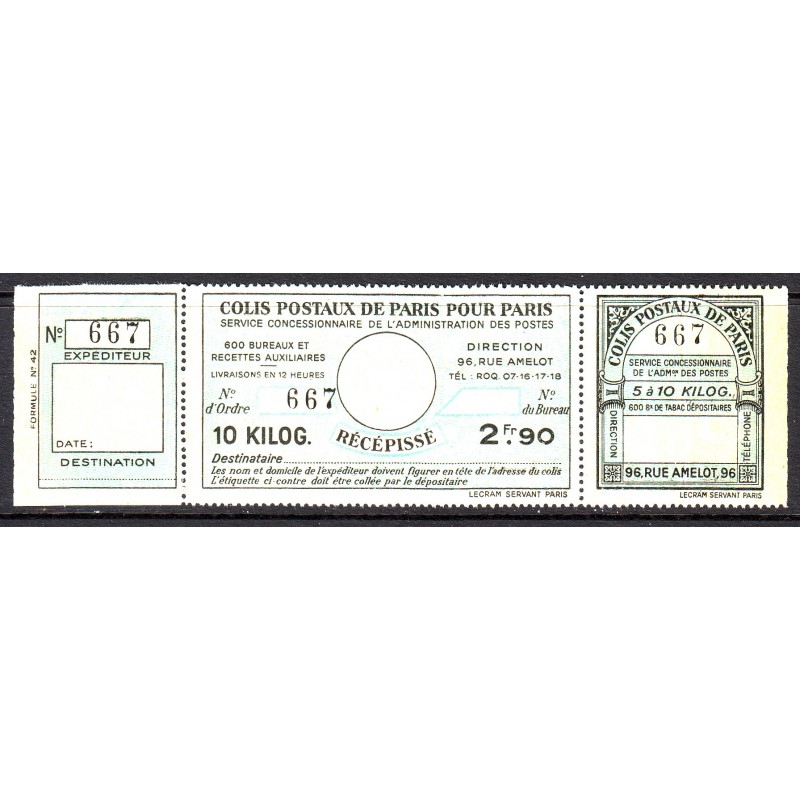 FORMULE Nº 42
Nº 667
EXPÉDITEUR
DATE:
DESTINATION
COLIS POSTAUX DE PARIS POUR PARIS
SERVICE CONCESSIONNAIRE DE L'ADMINISTRATION DES POSTES
600 BUREAUX ET
RECETTES AUXILIAIRES
LIVRAISONS EN 12 HEURES
DIRECTION
96, RUE AMELOT
TÉL: ROQ. 07-16-17-18
Nº
d'Ordre
667
Nº
du Bureau
10 KILOG.
RÉCÉPISSÉ
2Fr.90
Destinataire
Les nom et domicile de l'expéditeur doivent figurer en tête de l'adresse du colis
L'étiquette ci-contre doit être collée par le dépositaire
LECRAM SERVANT PARIS
COLIS POSTAUX DE PARIS
667
SERVICE CONCESSIONNAIRE
DE L'ADMon DES POSTES
5 à 10 KILOG.
600 Bx DE TABAC DÉPOSITAIRES
DIRECTION
TÉLÉPHONE
96, RUE AMELOT, 96
LECRAM SERVANT PARIS